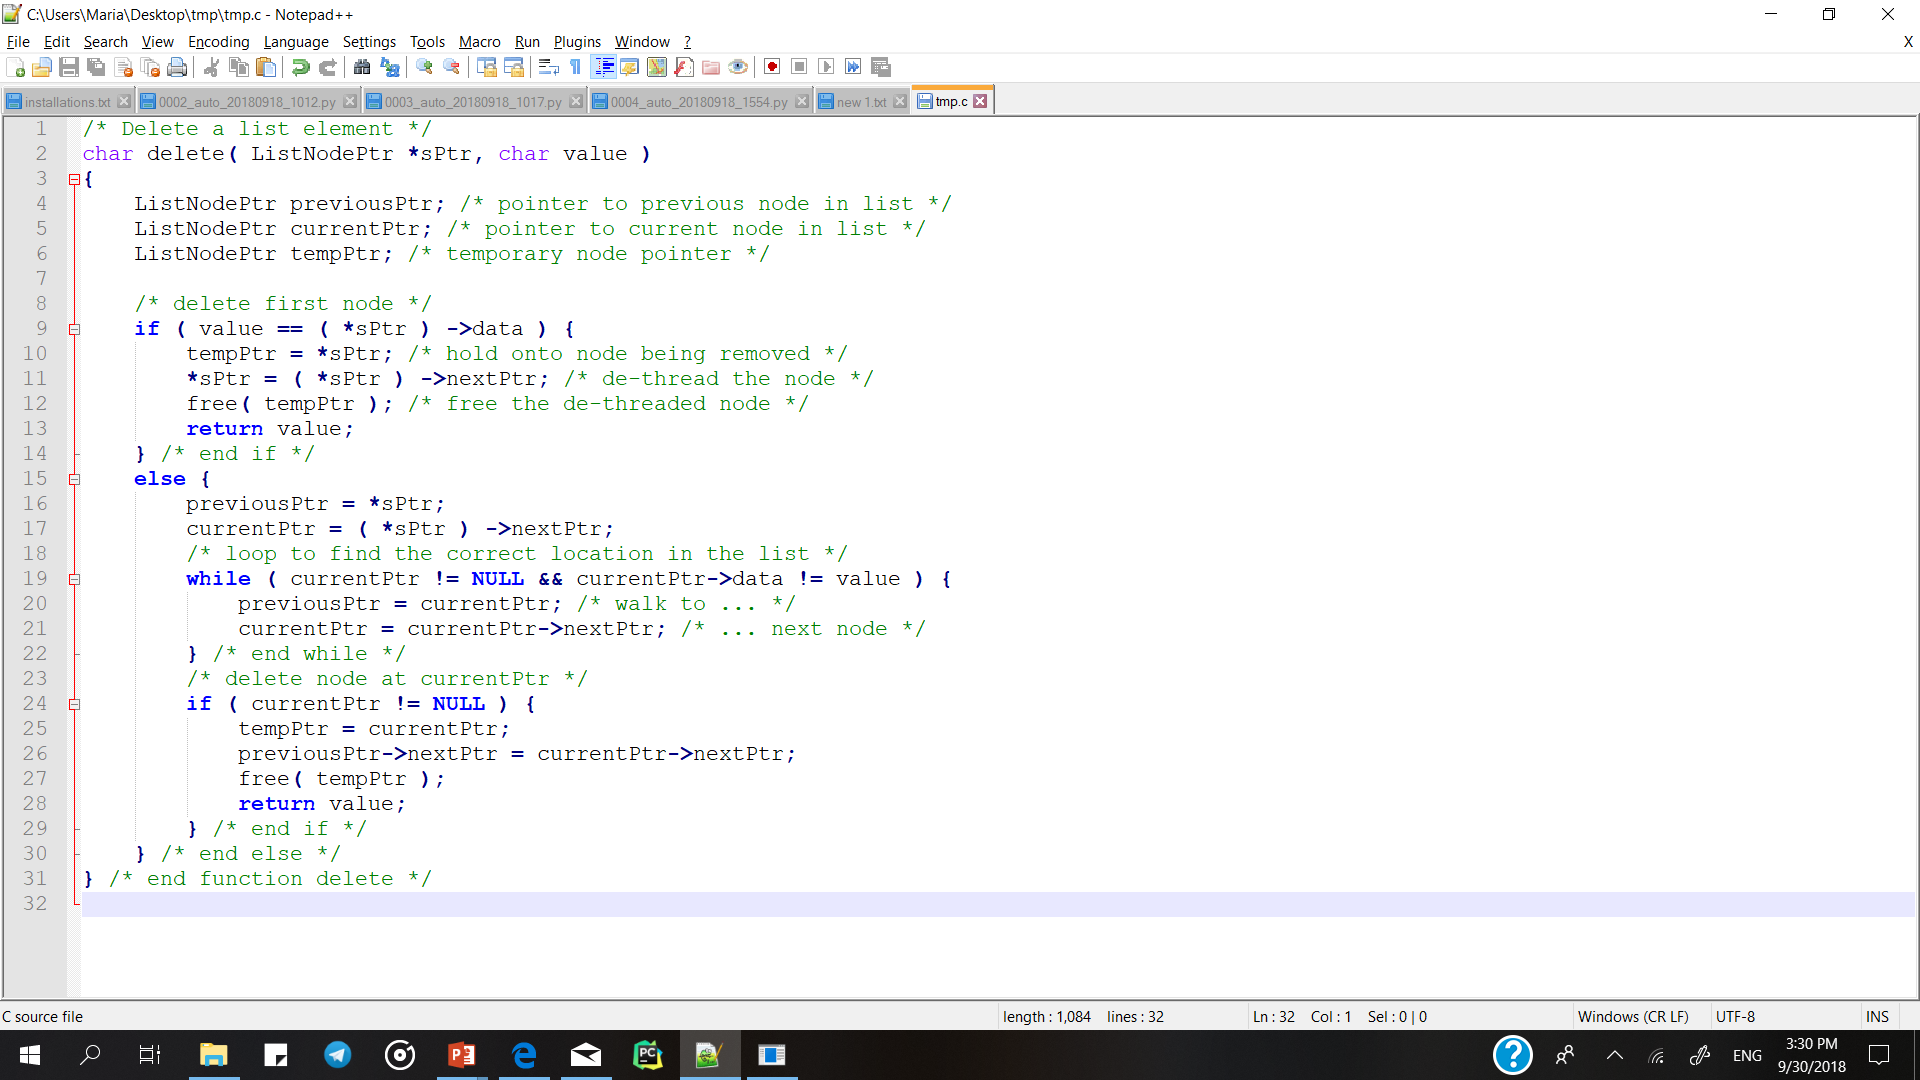 C:\Users\Maria\Desktop\tmp\tmp.c - Notepad++
File Edit Search View Encoding Language Settings Tools Macro Run Plugins Window ? X
installations.txt 0002_auto_20180918_1012.py 0003_auto_20180918_1017.py 0004_auto_20180918_1554.py new 1.txt tmp.c
1 /* Delete a list element */
2 char delete( ListNodePtr *sPtr, char value )
3 {
4 ListNodePtr previousPtr; /* pointer to previous node in list */
5 ListNodePtr currentPtr; /* pointer to current node in list */
6 ListNodePtr tempPtr; /* temporary node pointer */
7
8 /* delete first node */
9 if ( value == ( *sPtr ) ->data ) {
10 tempPtr = *sPtr; /* hold onto node being removed */
11 *sPtr = ( *sPtr ) ->nextPtr; /* de-thread the node */
12 free( tempPtr ); /* free the de-threaded node */
13 return value;
14 } /* end if */
15 else {
16 previousPtr = *sPtr;
17 currentPtr = ( *sPtr ) ->nextPtr;
18 /* loop to find the correct location in the list */
19 while ( currentPtr != NULL && currentPtr->data != value ) {
20 previousPtr = currentPtr; /* walk to ... */
21 currentPtr = currentPtr->nextPtr; /* ... next node */
22 } /* end while */
23 /* delete node at currentPtr */
24 if ( currentPtr != NULL ) {
25 tempPtr = currentPtr;
26 previousPtr->nextPtr = currentPtr->nextPtr;
27 free( tempPtr );
28 return value;
29 } /* end if */
30 } /* end else */
31 } /* end function delete */
32
C source file length : 1,084 lines : 32 Ln : 32 Col : 1 Sel : 0 | 0 Windows (CR LF) UTF-8 INS
ENG 3:30 PM
9/30/2018